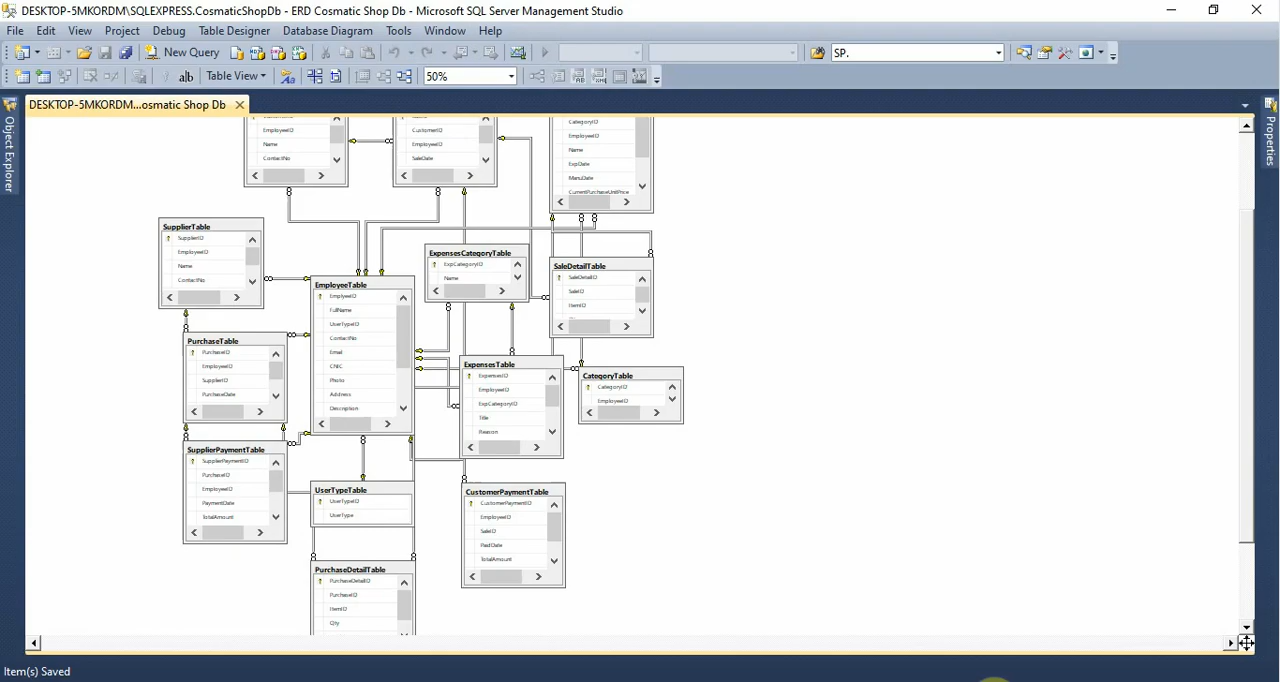 DESKTOP-5MKORDM\SQLEXPRESS.CosmaticShopDb - ERD Cosmatic Shop Db - Microsoft SQL Server Management Studio
File Edit View Project Debug Table Designer Database Diagram Tools Window Help
New Query
SP.
Table View
50%
DESKTOP-5MKORDM...osmatic Shop Db
Object Explorer
Properties
EmployeeID
Name
ContactNo
CustomerID
EmployeeID
SaleDate
CategoryID
EmployeeID
Name
ExpDate
ManuDate
CurrentPurchaseUnitPrice
SupplierTable
SupplierID
EmployeeID
Name
ContactNo
ExpensesCategoryTable
ExpCategoryID
Name
SaleDetailTable
SaleDetailID
SaleID
ItemID
EmployeeTable
EmplyeeID
FullName
UserTypeID
ContactNo
Email
CNIC
Photo
Address
Description
PurchaseTable
PurchaseID
EmployeeID
SupplierID
PurchaseDate
ExpensesTable
ExpensesID
EmployeeID
ExpCategoryID
Title
Reason
CategoryTable
CategoryID
EmployeeID
SupplierPaymentTable
SupplierPaymentID
PurchaseID
EmployeeID
PaymentDate
TotalAmount
UserTypeTable
UserTypeID
UserType
CustomerPaymentTable
CustomerPaymentID
EmployeeID
SaleID
PaidDate
TotalAmount
PurchaseDetailTable
PurchaseDetailID
PurchaseID
ItemID
Qty
Item(s) Saved